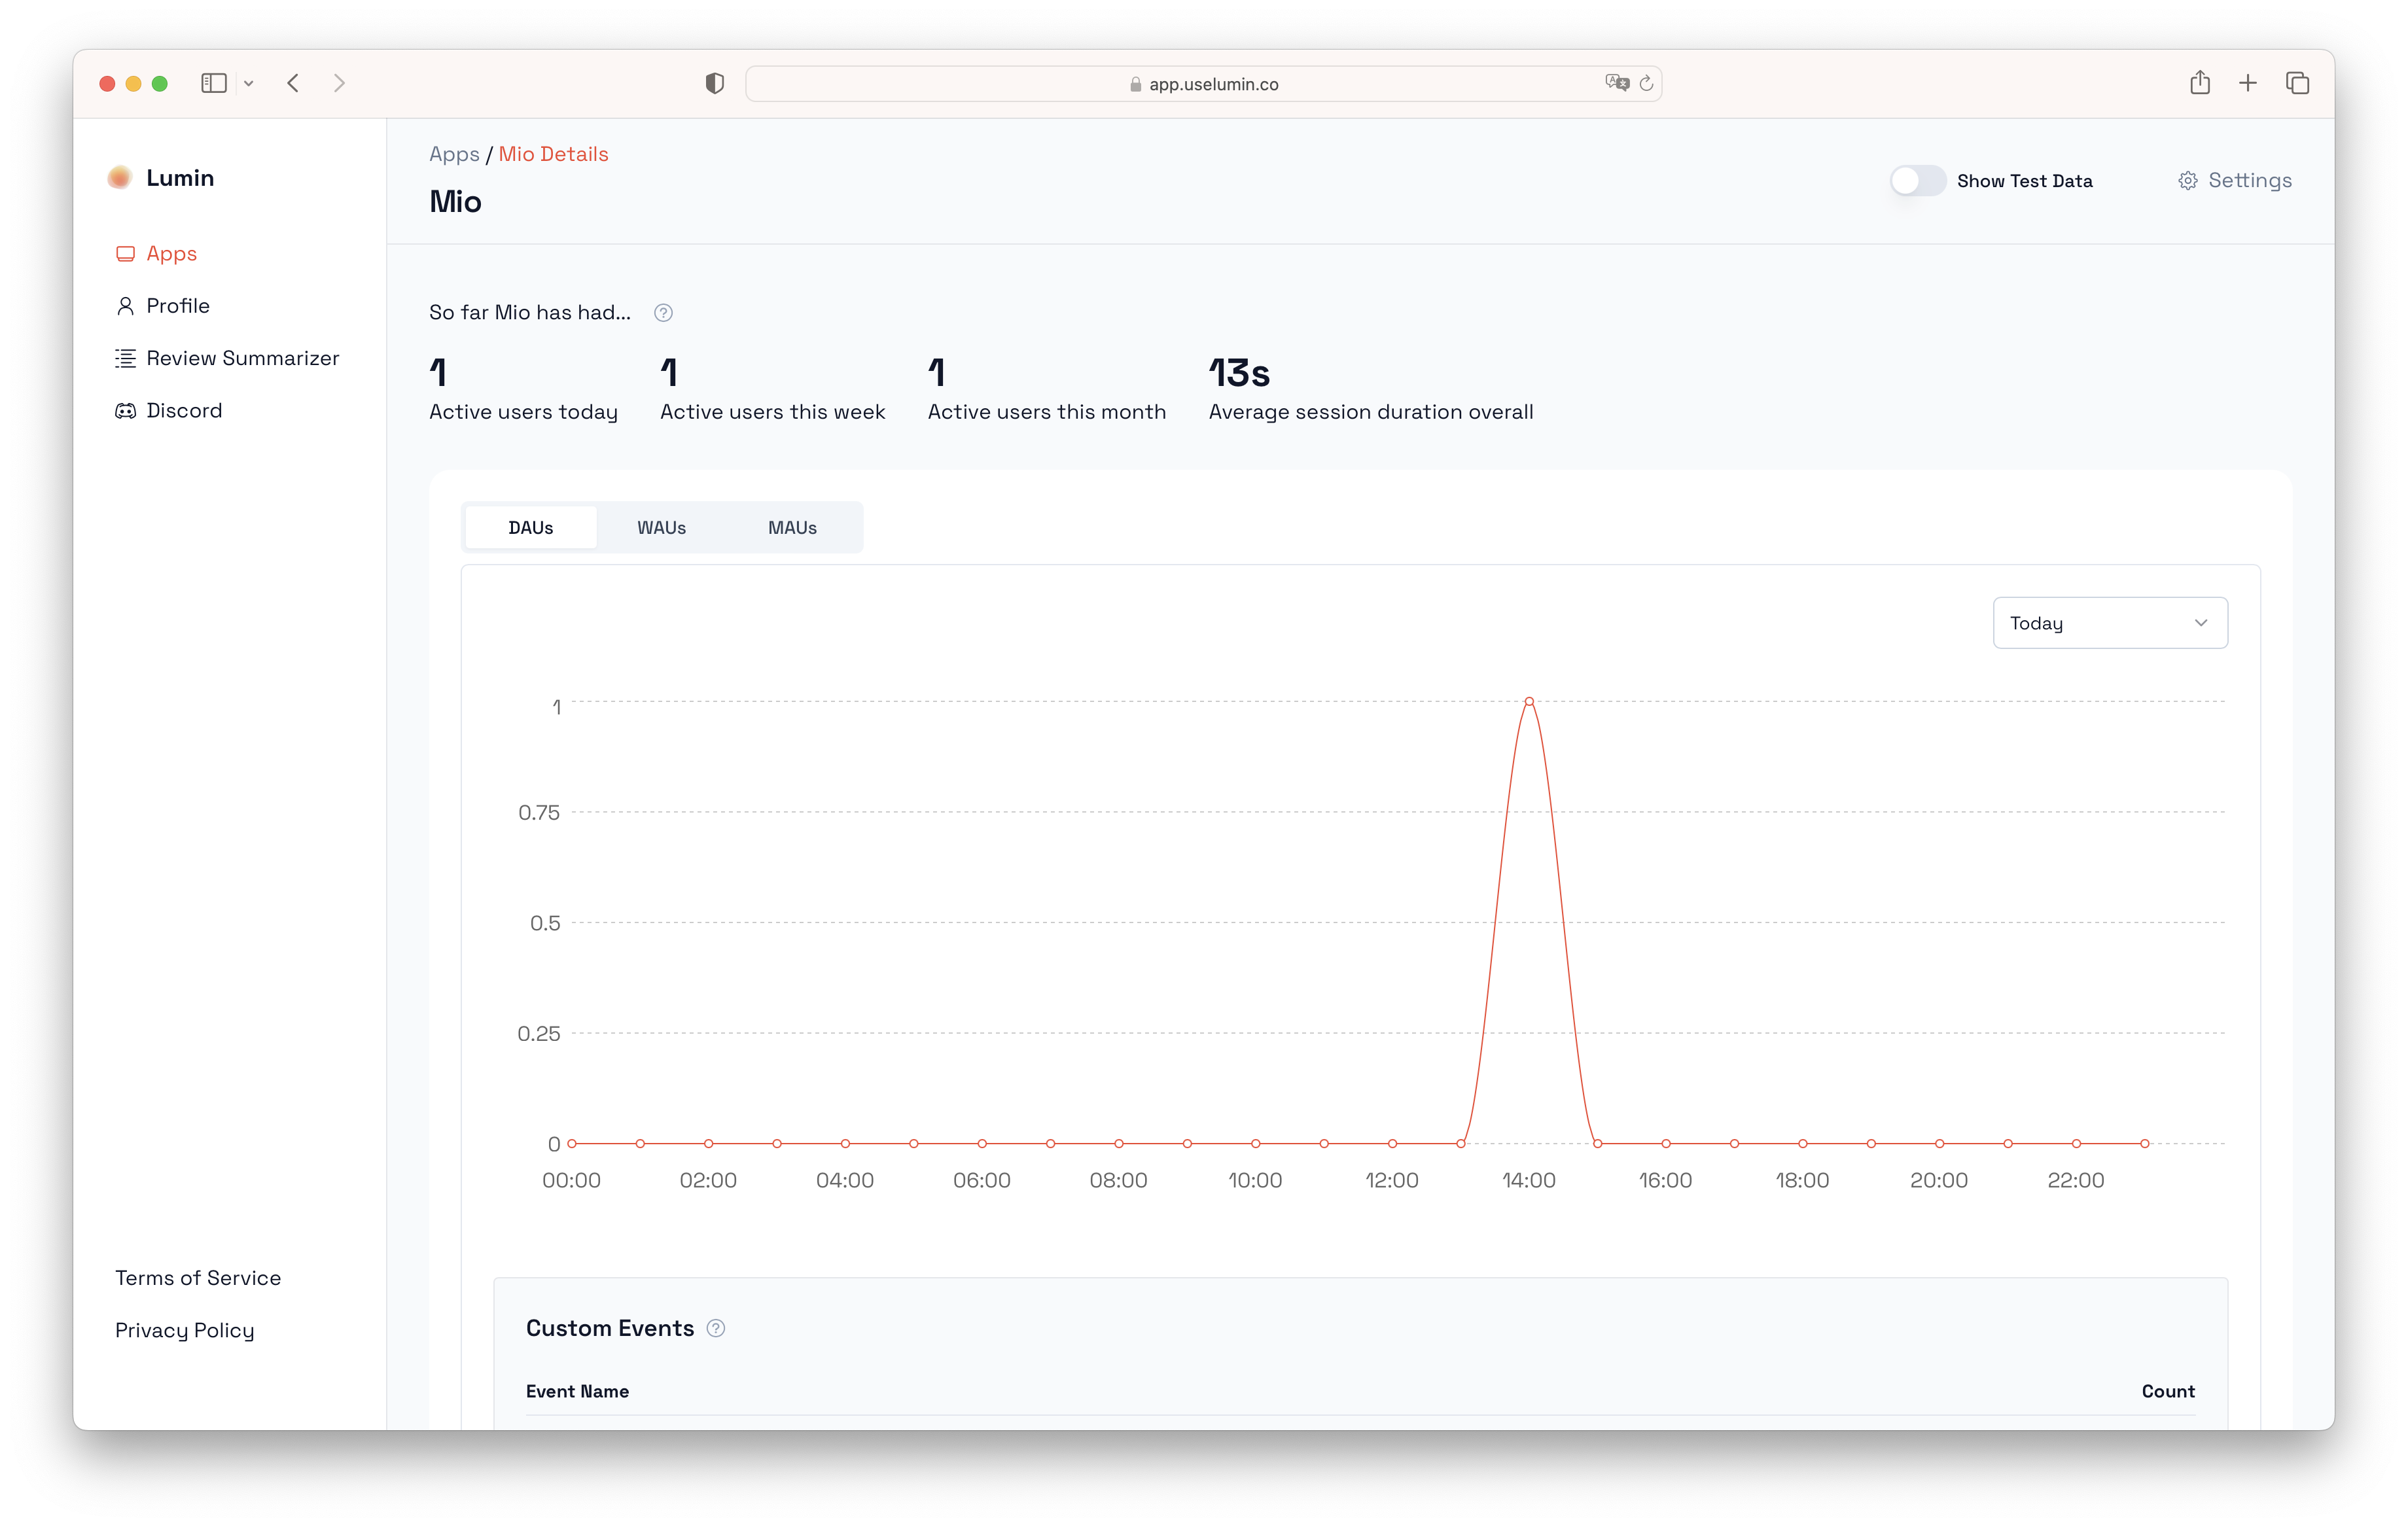 app.uselumin.co
Lumin
Apps
Profile
Review Summarizer
Discord
Terms of Service
Privacy Policy
Apps / Mio Details
Mio
Show Test Data
Settings
So far Mio has had...
1
Active users today
1
Active users this week
1
Active users this month
13s
Average session duration overall
DAUs WAUs MAUs
Today
1
0.75
0.5
0.25
0
00:00 02:00 04:00 06:00 08:00 10:00 12:00 14:00 16:00 18:00 20:00 22:00
Custom Events
Event Name Count